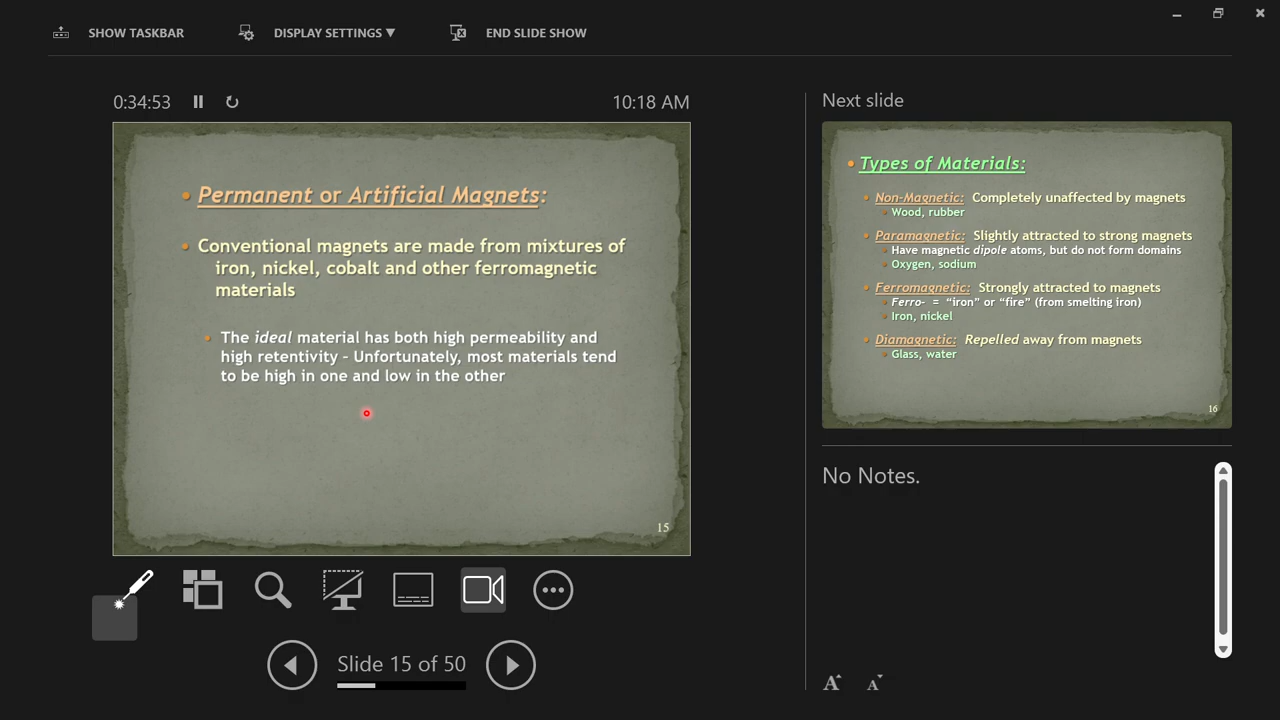 SHOW TASKBAR
DISPLAY SETTINGS ▼
END SLIDE SHOW
0:34:53
10:18 AM
• Permanent or Artificial Magnets:
• Conventional magnets are made from mixtures of
iron, nickel, cobalt and other ferromagnetic
materials
• The ideal material has both high permeability and
high retentivity – Unfortunately, most materials tend
to be high in one and low in the other
15
Slide 15 of 50
Next slide
• Types of Materials:
• Non-Magnetic: Completely unaffected by magnets
• Wood, rubber
• Paramagnetic: Slightly attracted to strong magnets
• Have magnetic dipole atoms, but do not form domains
• Oxygen, sodium
• Ferromagnetic: Strongly attracted to magnets
• Ferro- = “iron” or “fire” (from smelting iron)
• Iron, nickel
• Diamagnetic: Repelled away from magnets
• Glass, water
16
No Notes.
A A